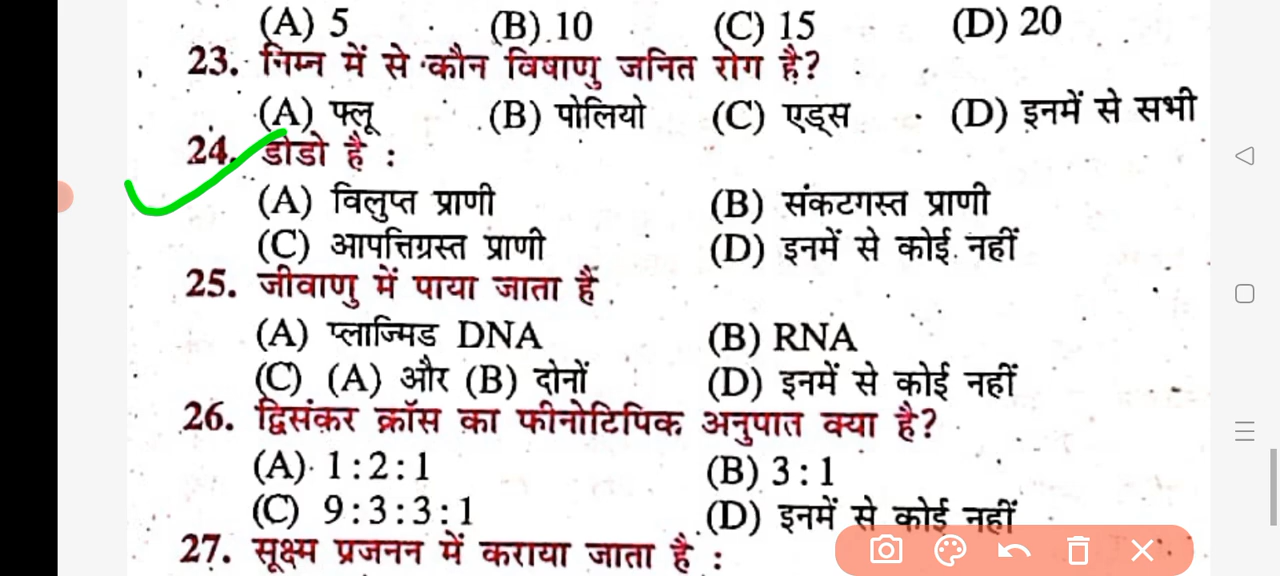 (A) 5 (B) 10 (C) 15 (D) 20
23. निम्न में से कौन विषाणु जनित रोग है?
(A) फ्लू (B) पोलियो (C) एड्स (D) इनमें से सभी
24. डोडो है :
(A) विलुप्त प्राणी (B) संकटगस्त प्राणी
(C) आपत्तिग्रस्त प्राणी (D) इनमें से कोई नहीं
25. जीवाणु में पाया जाता है
(A) प्लाज्मिड DNA (B) RNA
(C) (A) और (B) दोनों (D) इनमें से कोई नहीं
26. द्विसंकर क्रॉस का फीनोटिपिक अनुपात क्या है?
(A) 1:2:1 (B) 3:1
(C) 9:3:3:1 (D) इनमें से कोई नहीं
27. सूक्ष्म प्रजनन में कराया जाता है :